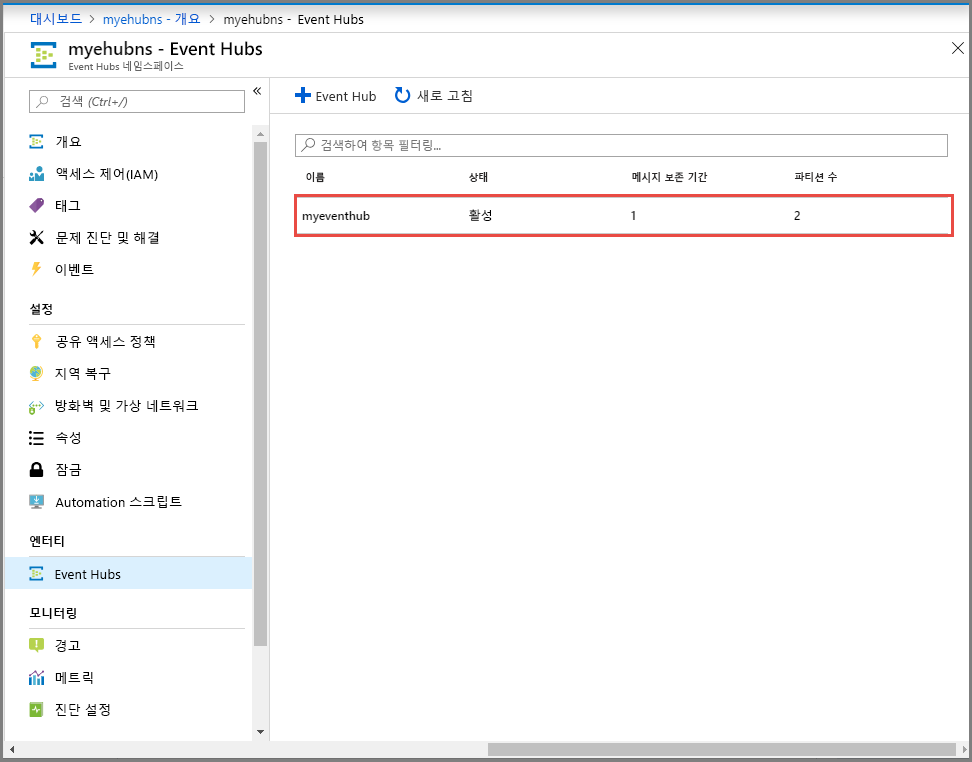 대시보드 > myehubns - 개요 > myehubns - Event Hubs
myehubns - Event Hubs
Event Hubs 네임스페이스
검색 (Ctrl+/)
개요
액세스 제어(IAM)
태그
문제 진단 및 해결
이벤트
설정
공유 액세스 정책
지역 복구
방화벽 및 가상 네트워크
속성
잠금
Automation 스크립트
엔터티
Event Hubs
모니터링
경고
메트릭
진단 설정
Event Hub 새로 고침
검색하여 항목 필터링...
이름 상태 메시지 보존 기간 파티션 수
myeventhub 활성 1 2